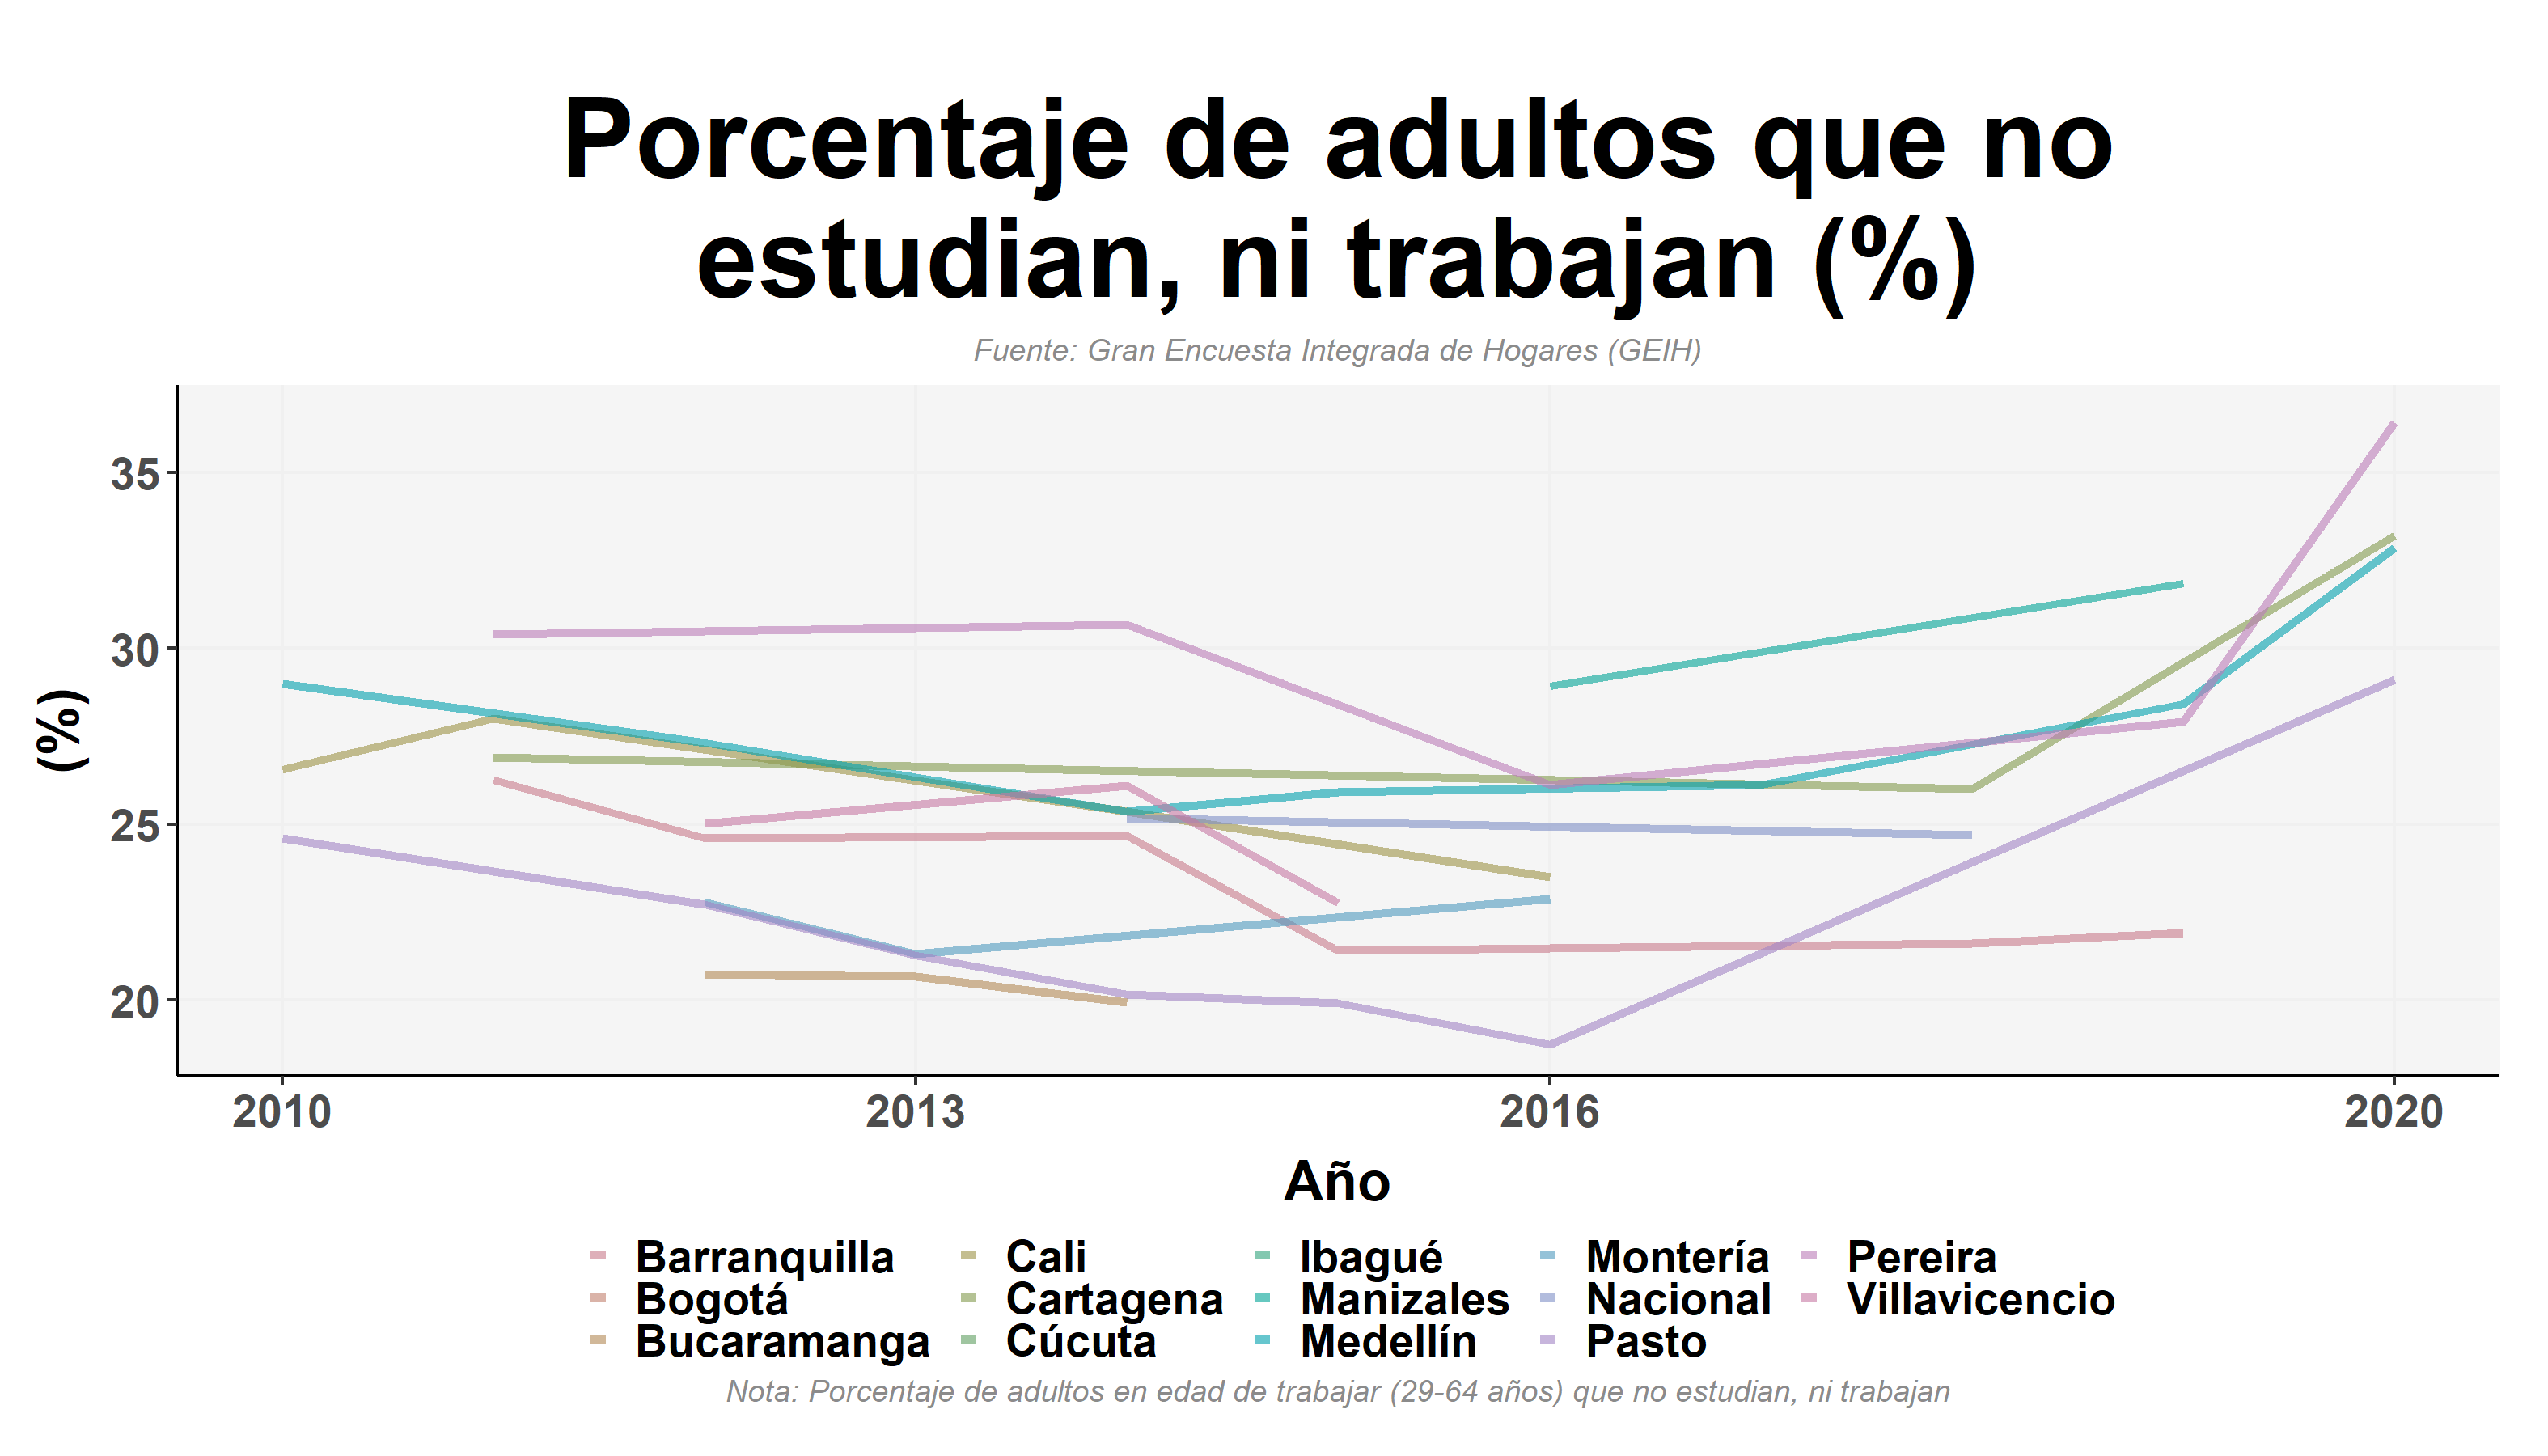 Porcentaje de adultos que no
estudian, ni trabajan (%)
Fuente: Gran Encuesta Integrada de Hogares (GEIH)
(%)
35
30
25
20
2010 2013 2016 2020
Año
Barranquilla Cali Ibagué Montería Pereira
Bogotá Cartagena Manizales Nacional Villavicencio
Bucaramanga Cúcuta Medellín Pasto
Nota: Porcentaje de adultos en edad de trabajar (29-64 años) que no estudian, ni trabajan